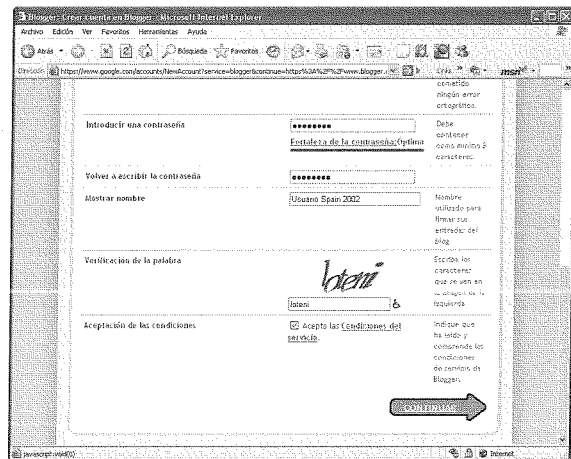 Blogger: Crear cuenta en Blogger - Microsoft Internet Explorer
Archivo Edición Ver Favoritos Herramientas Ayuda
Atrás Búsqueda Favoritos
https://www.google.com/accounts/NewAccount?service=blogger&continue=https%3A%2F%2Fwww.blogger.c
msn
cometido
ningún error
ortográfico.
Introducir una contraseña
●●●●●●●●
Fortaleza de la contraseña: Óptima
Debe
contener
como mínimo
caracteres.
Volver a escribir la contraseña
●●●●●●●●
Mostrar nombre
Usuario Spain 2002
Nombre
utilizado para
firmar sus
entradas del
blog
Verificación de la palabra
loteni
loteni
Escriba los
caracteres
que se ven en
la imagen de la
izquierda
Aceptación de las condiciones
Acepto las Condiciones del
servicio.
Indique que
ha leído y
comprende las
condiciones
de servicio de
Blogger.
CONTINUAR
javascript:void(0)
Internet